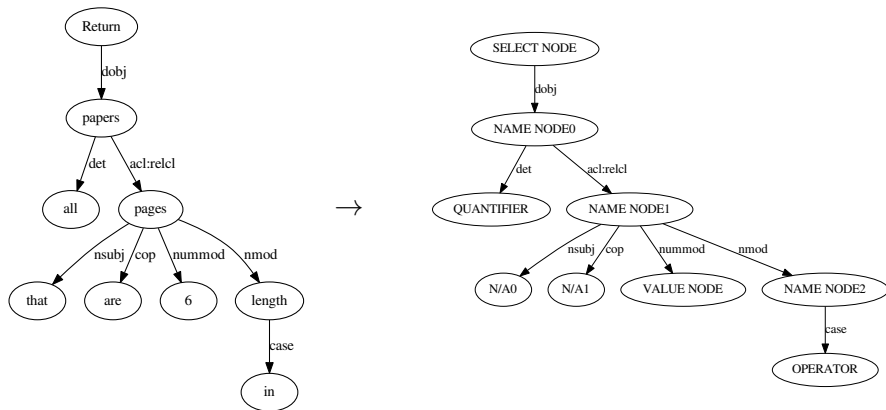 Return
dobj
papers
det acl:relcl
all pages
nsubj cop nummod nmod
that are 6 length
case
in
→
SELECT NODE
dobj
NAME NODE0
det acl:relcl
QUANTIFIER NAME NODE1
nsubj cop nummod nmod
N/A0 N/A1 VALUE NODE NAME NODE2
case
OPERATOR